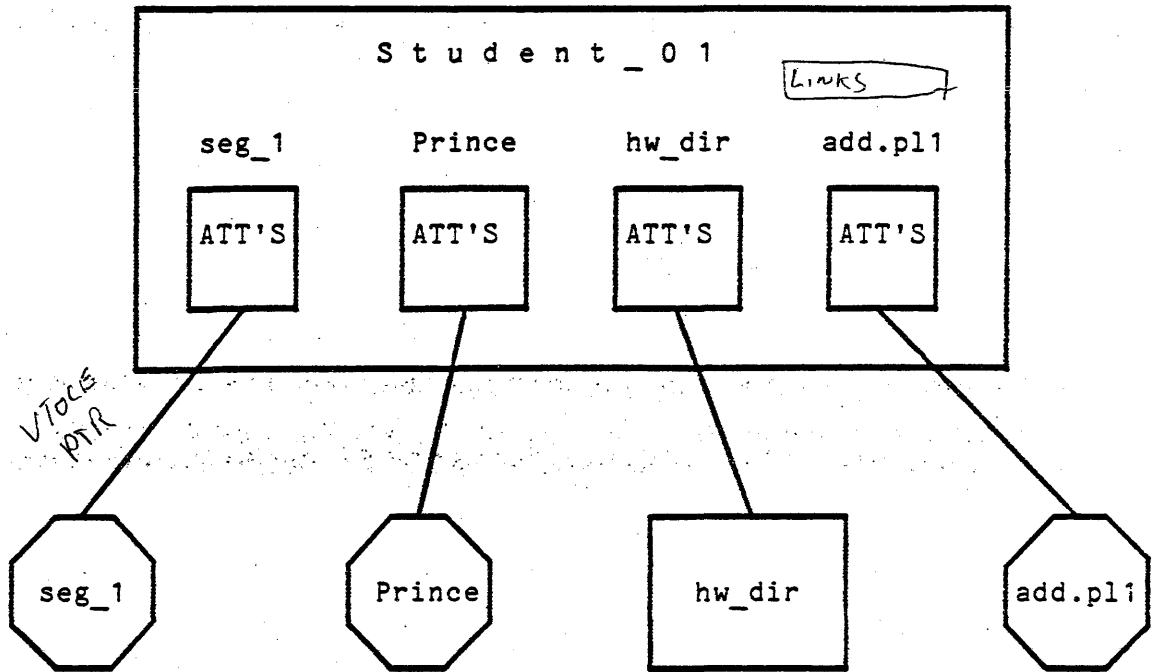 Student_01
LINKS
seg_1 Prince hw_dir add.pl1
ATT'S ATT'S ATT'S ATT'S
VTOCE
PTR
seg_1 Prince hw_dir add.pl1